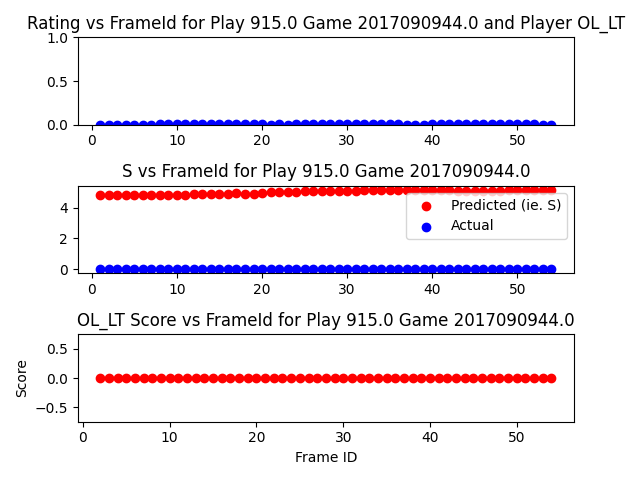 Rating vs FrameId for Play 915.0 Game 2017090944.0 and Player OL_LT
1.0
0.5
0.0
0 10 20 30 40 50
S vs FrameId for Play 915.0 Game 2017090944.0
4
2
0
Predicted (ie. S)
Actual
0 10 20 30 40 50
OL_LT Score vs FrameId for Play 915.0 Game 2017090944.0
Score
0.5
0.0
−0.5
0 10 20 30 40 50
Frame ID